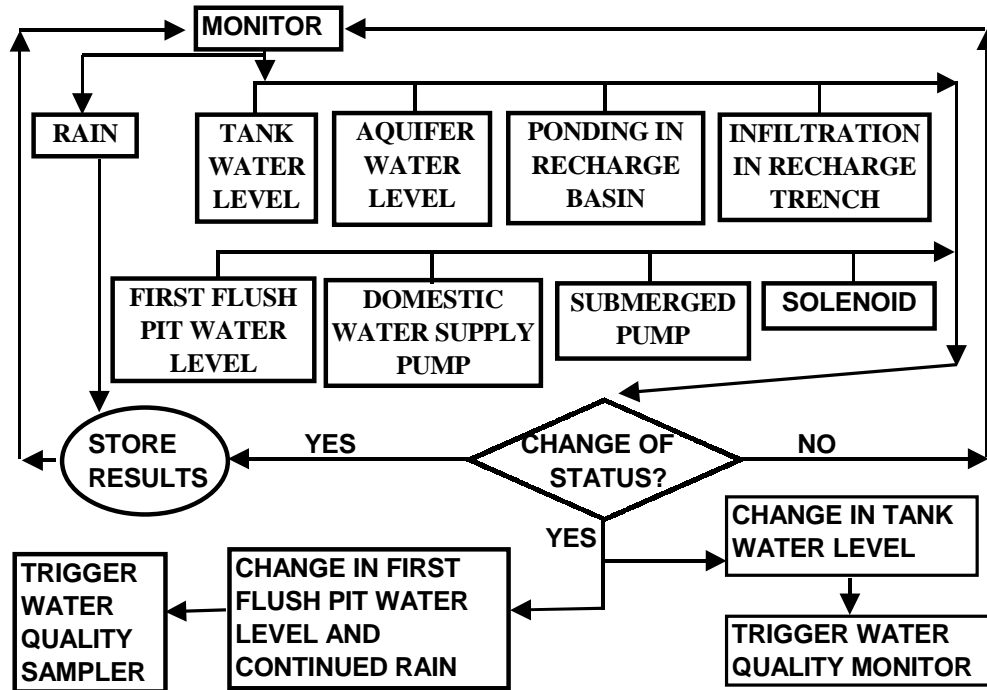 MONITOR
RAIN
TANK
WATER
LEVEL
AQUIFER
WATER
LEVEL
PONDING IN
RECHARGE
BASIN
INFILTRATION
IN RECHARGE
TRENCH
FIRST FLUSH
PIT WATER
LEVEL
DOMESTIC
WATER SUPPLY
PUMP
SUBMERGED
PUMP
SOLENOID
STORE
RESULTS
YES
CHANGE OF
STATUS?
NO
YES
CHANGE IN TANK
WATER LEVEL
TRIGGER
WATER
QUALITY
SAMPLER
CHANGE IN FIRST
FLUSH PIT WATER
LEVEL AND
CONTINUED RAIN
TRIGGER WATER
QUALITY MONITOR